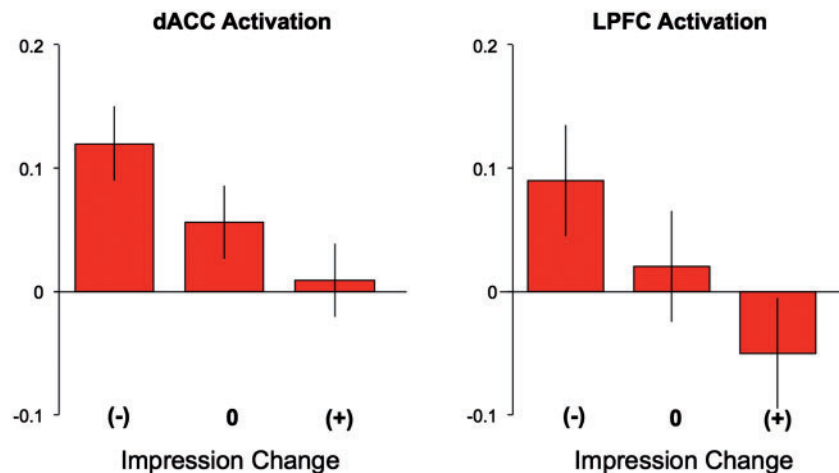 dACC Activation
0.2
0.1
0
-0.1
(-) 0 (+)
Impression Change
LPFC Activation
0.2
0.1
0
-0.1
(-) 0 (+)
Impression Change